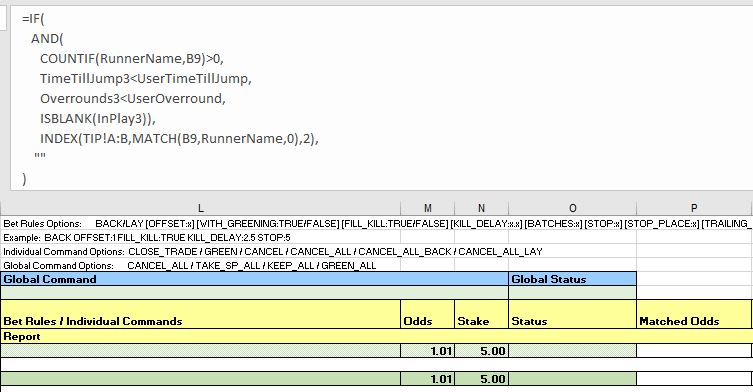 =IF(
AND(
COUNTIF(RunnerName,B9)>0,
TimeTillJump3<UserTimeTillJump,
Overrounds3<UserOverround,
ISBLANK(InPlay3)),
INDEX(TIP!A:B,MATCH(B9,RunnerName,0),2),
""
)
L M N O P
Bet Rules Options: BACK/LAY [OFFSET:x] [WITH_GREENING:TRUE/FALSE] [FILL_KILL:TRUE/FALSE] [KILL_DELAY:x.x] [BATCHES:x] [STOP:x] [STOP_PLACE:x] [TRAILING_
Example: BACK OFFSET:1 FILL_KILL:TRUE KILL_DELAY:2.5 STOP:5
Individual Command Options: CLOSE_TRADE / GREEN / CANCEL / CANCEL_ALL / CANCEL_ALL_BACK / CANCEL_ALL_LAY
Global Command Options: CANCEL_ALL / TAKE_SP_ALL / KEEP_ALL / GREEN_ALL
Global Command Global Status
Bet Rules / Individual Commands Odds Stake Status Matched Odds
Report
1.01 5.00
1.01 5.00